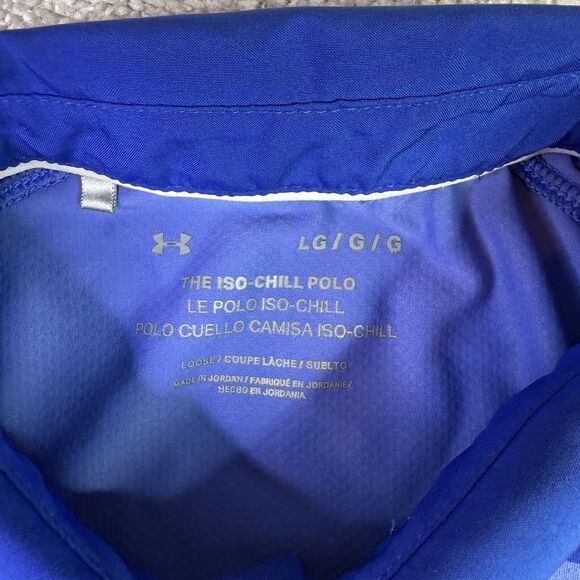 LG/G/G
THE ISO-CHILL POLO
LE POLO ISO-CHILL
POLO CUELLO CAMISA ISO-CHILL
LOOSE / COUPE LÂCHE / SUELTO
MADE IN JORDAN / FABRIQUÉ EN JORDANIE/
HECHO EN JORDANIA